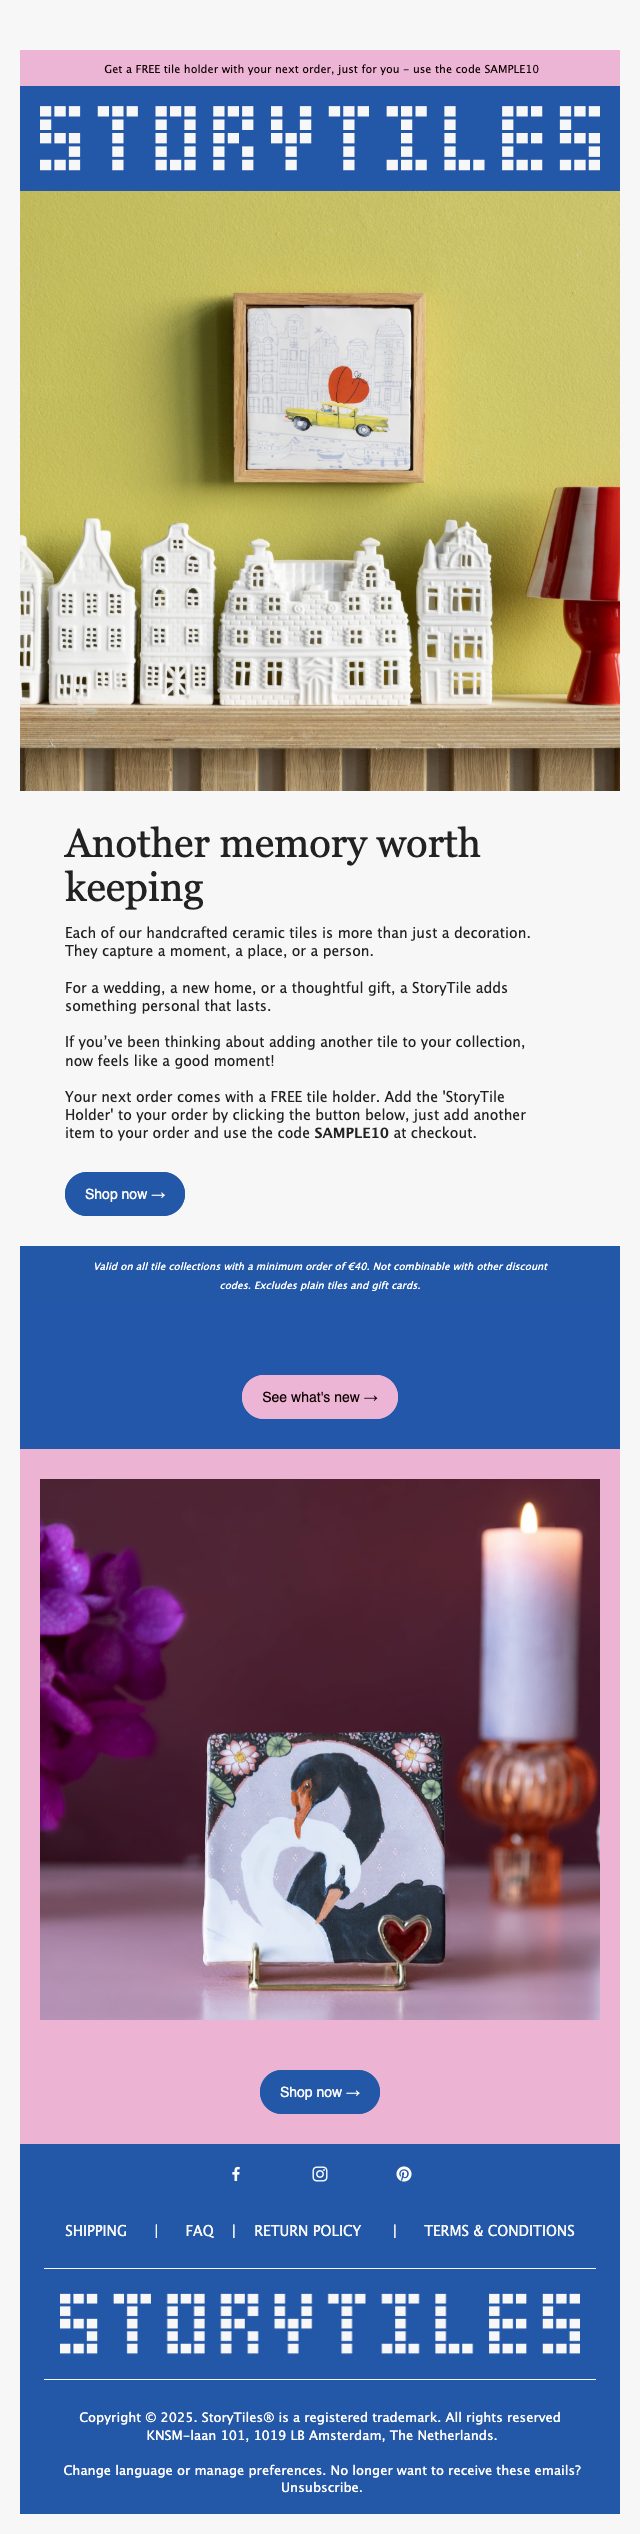 Get a FREE tile holder with your next order, just for you – use the code SAMPLE10
STORYTILES
Another memory worth
keeping
Each of our handcrafted ceramic tiles is more than just a decoration.
They capture a moment, a place, or a person.
For a wedding, a new home, or a thoughtful gift, a StoryTile adds
something personal that lasts.
If you’ve been thinking about adding another tile to your collection,
now feels like a good moment!
Your next order comes with a FREE tile holder. Add the 'StoryTile
Holder' to your order by clicking the button below, just add another
item to your order and use the code SAMPLE10 at checkout.
Shop now →
Valid on all tile collections with a minimum order of €40. Not combinable with other discount
codes. Excludes plain tiles and gift cards.
See what's new →
Shop now →
SHIPPING | FAQ | RETURN POLICY | TERMS & CONDITIONS
STORYTILES
Copyright © 2025. StoryTiles® is a registered trademark. All rights reserved
KNSM-laan 101, 1019 LB Amsterdam, The Netherlands.
Change language or manage preferences. No longer want to receive these emails?
Unsubscribe.